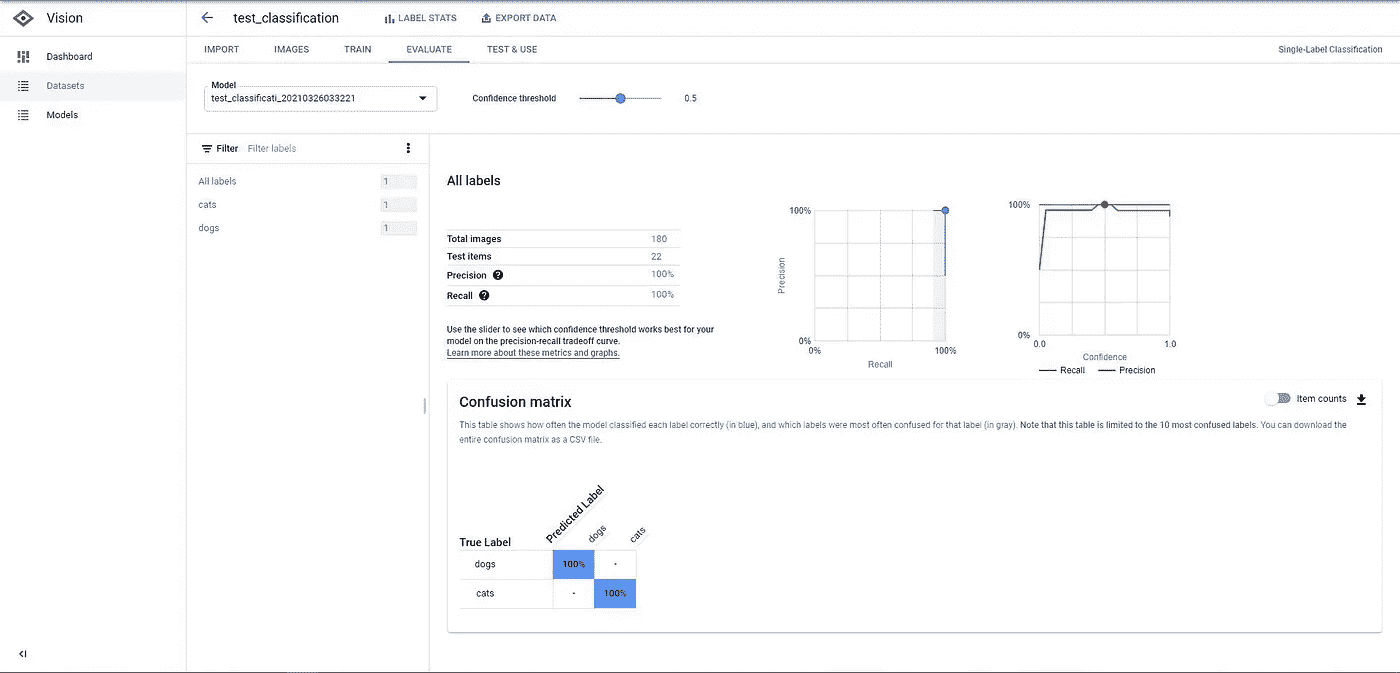 Vision
test_classification
LABEL STATS
EXPORT DATA
Dashboard
Datasets
Models
IMPORT
IMAGES
TRAIN
EVALUATE
TEST & USE
Single-Label Classification
Model
test_classificati_20210326033221
Confidence threshold
0.5
Filter
Filter labels
All labels 1
cats 1
dogs 1
All labels
Total images 180
Test items 22
Precision ? 100%
Recall ? 100%
Use the slider to see which confidence threshold works best for your
model on the precision-recall tradeoff curve.
Learn more about these metrics and graphs.
100%
Precision
0%
0% 100%
Recall
100%
0%
0.0 1.0
Confidence
Recall Precision
Confusion matrix
Item counts
This table shows how often the model classified each label correctly (in blue), and which labels were most often confused for that label (in gray). Note that this table is limited to the 10 most confused labels. You can download the
entire confusion matrix as a CSV file.
Predicted Label
dogs
cats
True Label
dogs 100% -
cats - 100%